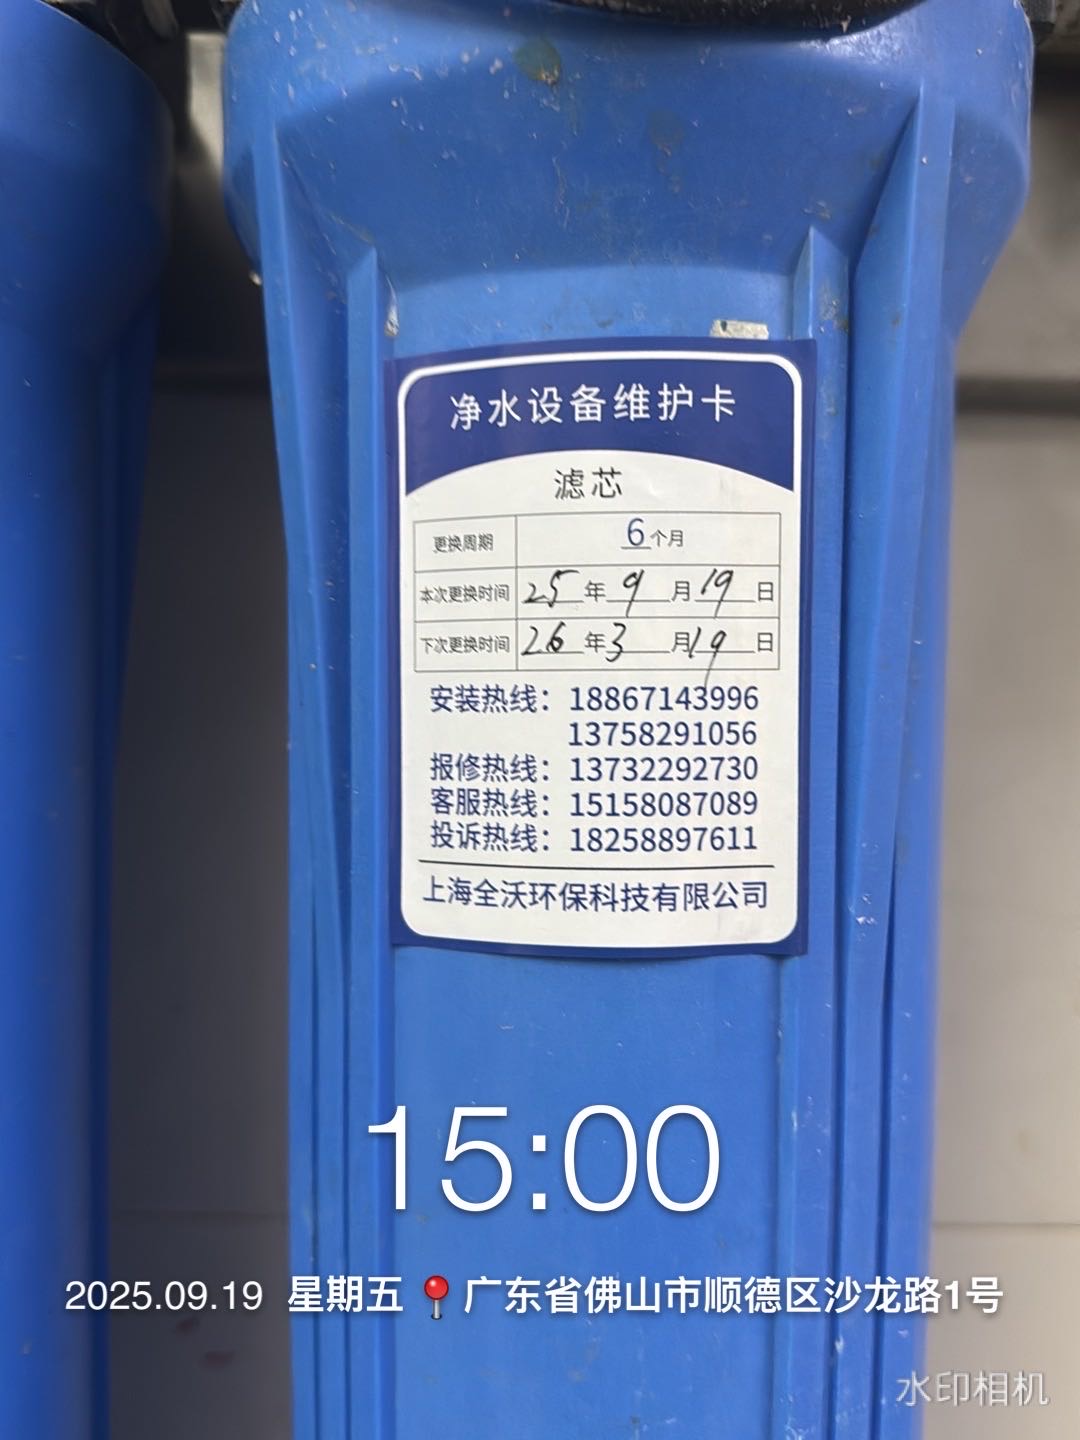 净水设备维护卡
滤芯
更换周期 6个月
本次更换时间 25年9月19日
下次更换时间 26年3月19日
安装热线：18867143996
13758291056
报修热线：13732292730
客服热线：15158087089
投诉热线：18258897611
上海全沃环保科技有限公司
15:00
2025.09.19 星期五 📍广东省佛山市顺德区沙龙路1号
水印相机